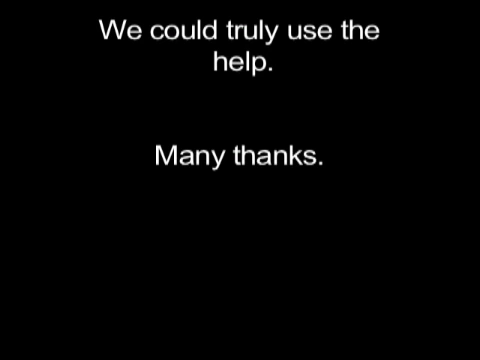 We could truly use the
help.
Many thanks.